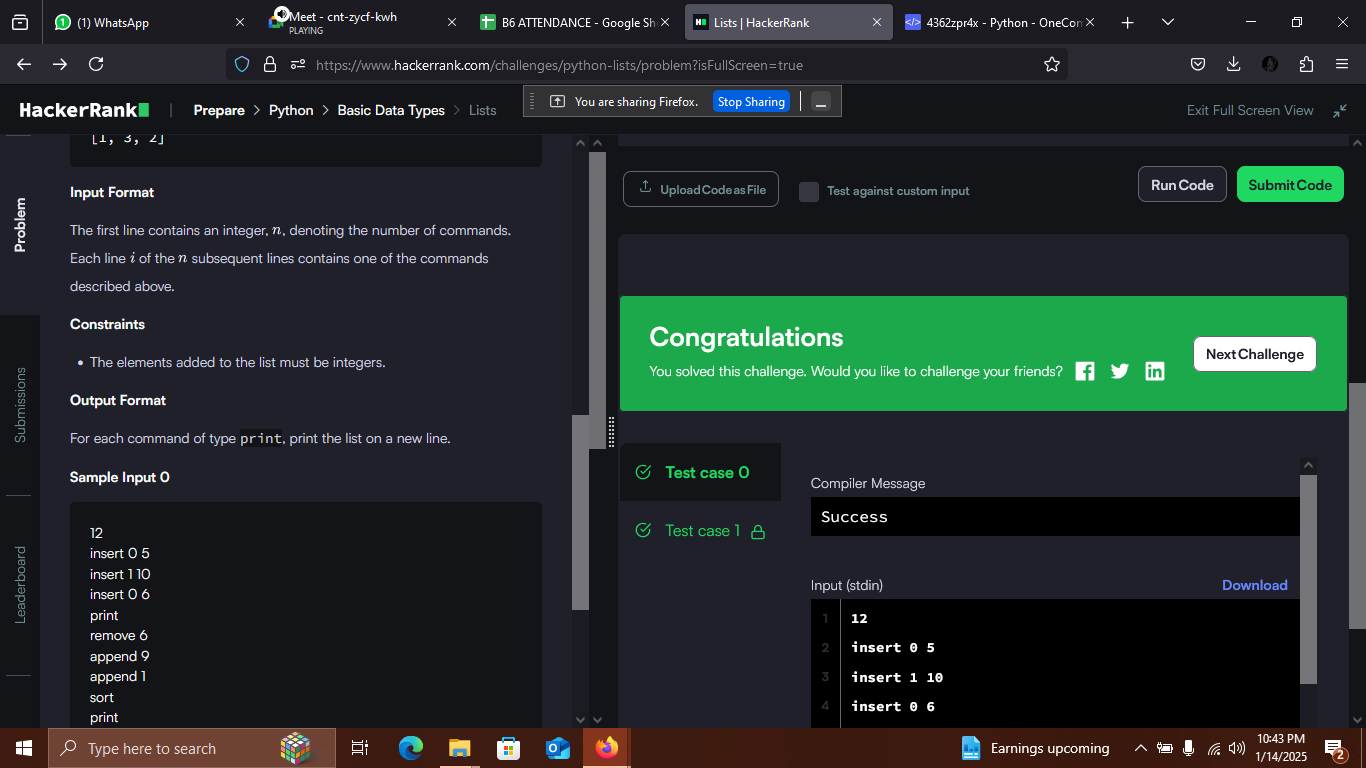 WhatsApp
Meet - cnt-zycf-kwh
PLAYING
B6 ATTENDANCE - Google Sh
Lists | HackerRank
4362zpr4x - Python - OneCon
https://www.hackerrank.com/challenges/python-lists/problem?isFullScreen=true
HackerRank
Prepare > Python > Basic Data Types > Lists
You are sharing Firefox.
Stop Sharing
Exit Full Screen View
[1, 3, 2]
Problem
Submissions
Leaderboard
Input Format
The first line contains an integer, n, denoting the number of commands.
Each line i of the n subsequent lines contains one of the commands
described above.
Constraints
• The elements added to the list must be integers.
Output Format
For each command of type print, print the list on a new line.
Sample Input 0
12
insert 0 5
insert 1 10
insert 0 6
print
remove 6
append 9
append 1
sort
print
Upload Code as File
Test against custom input
Run Code
Submit Code
Congratulations
You solved this challenge. Would you like to challenge your friends?
Next Challenge
Test case 0
Test case 1
Compiler Message
Success
Input (stdin)
Download
1 12
2 insert 0 5
3 insert 1 10
4 insert 0 6
Type here to search
Earnings upcoming
10:43 PM
1/14/2025
2